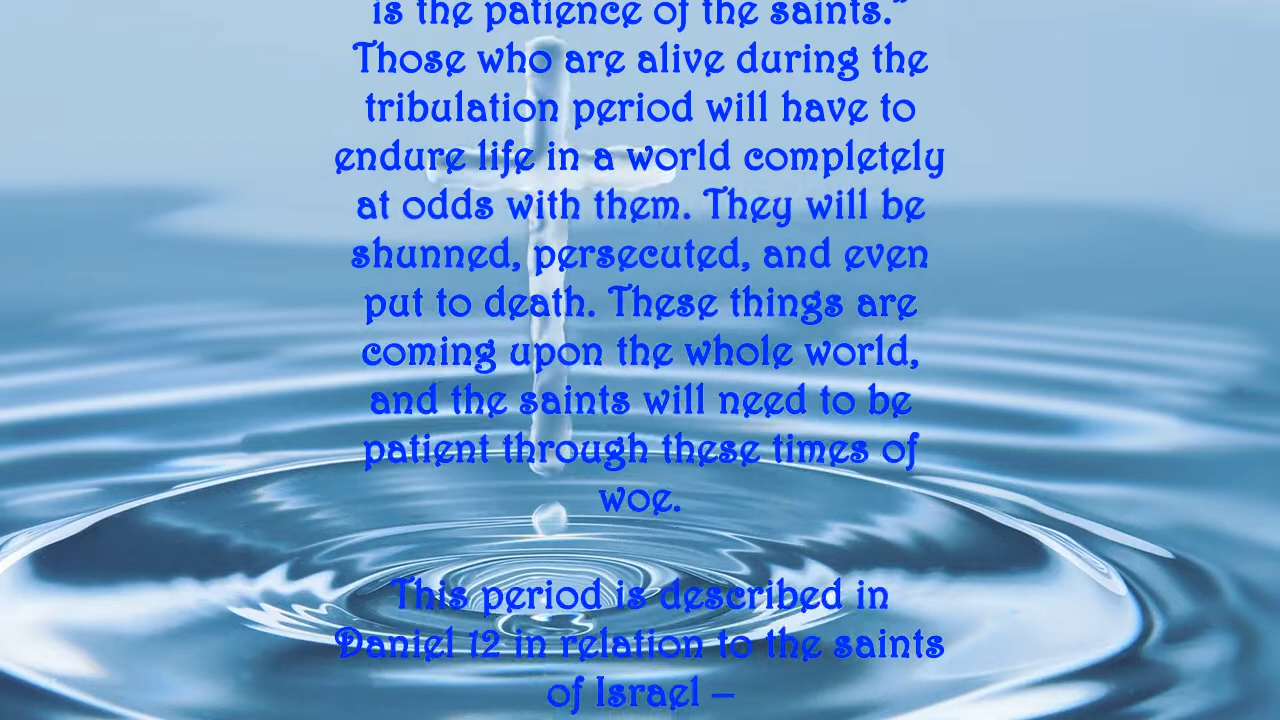 is the patience of the saints.”
Those who are alive during the
tribulation period will have to
endure life in a world completely
at odds with them. They will be
shunned, persecuted, and even
put to death. These things are
coming upon the whole world,
and the saints will need to be
patient through these times of
woe.
This period is described in
Daniel 12 in relation to the saints
of Israel –